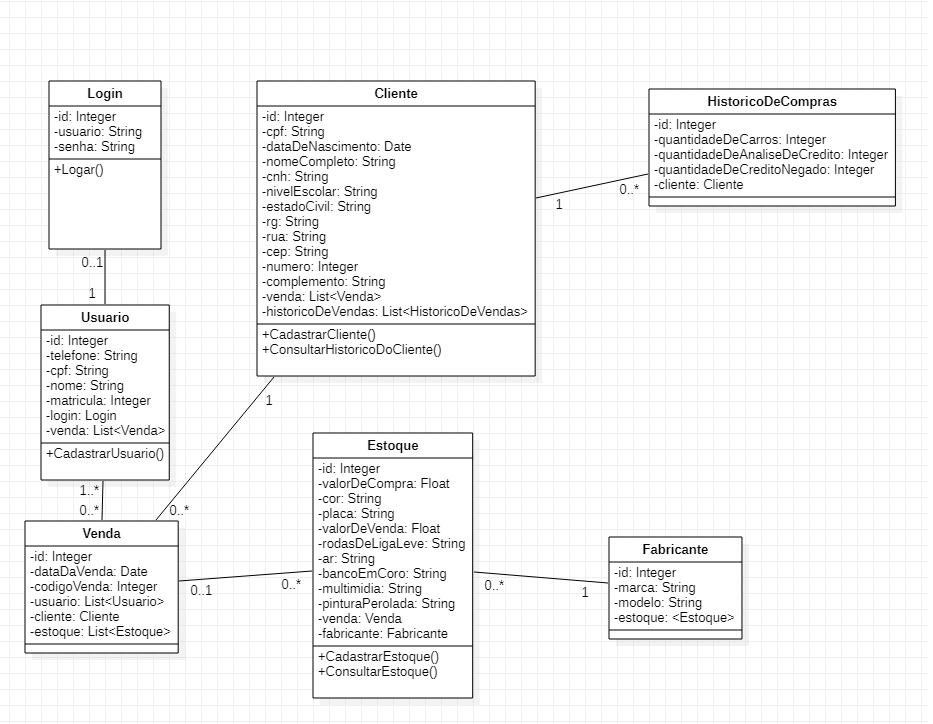 Login
-id: Integer
-usuario: String
-senha: String
+Logar()
0..1
1
Usuario
-id: Integer
-telefone: String
-cpf: String
-nome: String
-matricula: Integer
-login: Login
-venda: List<Venda>
+CadastrarUsuario()
1..*
0..*
Cliente
-id: Integer
-cpf: String
-dataDeNascimento: Date
-nomeCompleto: String
-cnh: String
-nivelEscolar: String
-estadoCivil: String
-rg: String
-rua: String
-cep: String
-numero: Integer
-complemento: String
-venda: List<Venda>
-historicoDeVendas: List<HistoricoDeVendas>
+CadastrarCliente()
+ConsultarHistoricoDoCliente()
1
0..*
HistoricoDeCompras
-id: Integer
-quantidadeDeCarros: Integer
-quantidadeDeAnaliseDeCredito: Integer
-quantidadeDeCreditoNegado: Integer
-cliente: Cliente
1
0..*
Venda
-id: Integer
-dataDaVenda: Date
-codigoVenda: Integer
-usuario: List<Usuario>
-cliente: Cliente
-estoque: List<Estoque>
0..1
0..*
Estoque
-id: Integer
-valorDeCompra: Float
-cor: String
-placa: String
-valorDeVenda: Float
-rodasDeLigaLeve: String
-ar: String
-bancoEmCoro: String
-multimidia: String
-pinturaPerolada: String
-venda: Venda
-fabricante: Fabricante
+CadastrarEstoque()
+ConsultarEstoque()
0..*
1
Fabricante
-id: Integer
-marca: String
-modelo: String
-estoque: <Estoque>